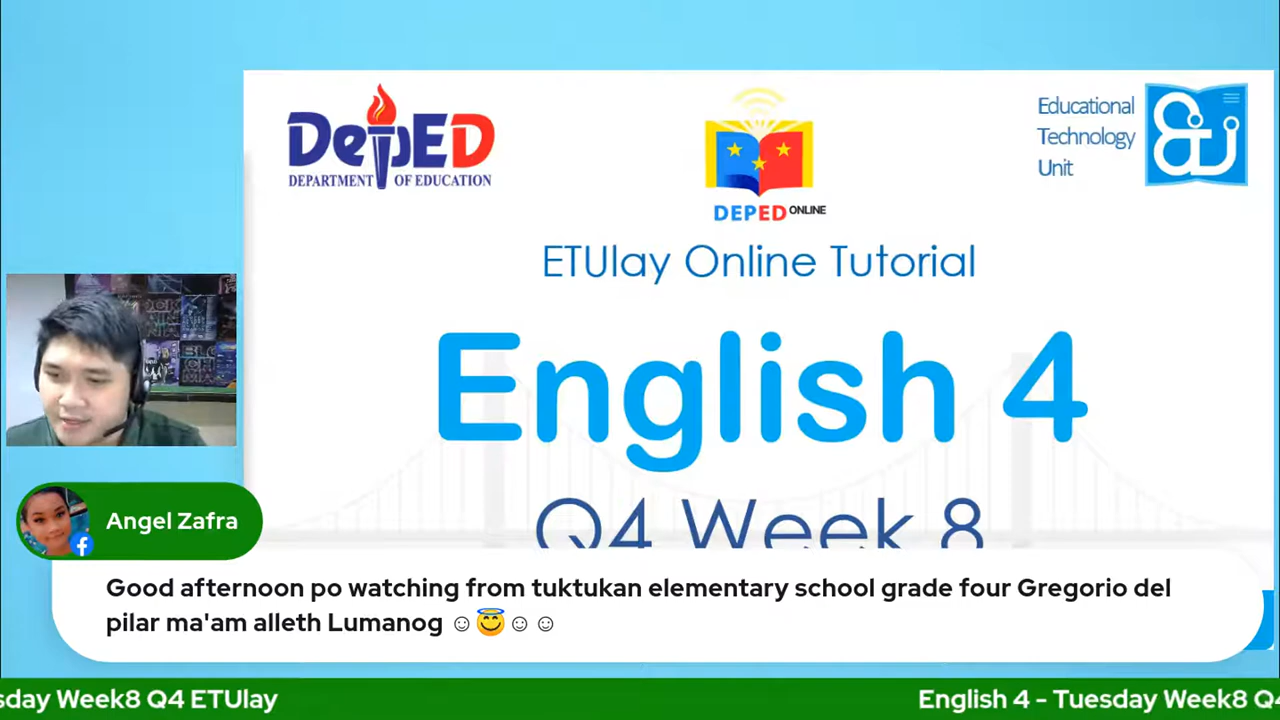 DepED
DEPARTMENT OF EDUCATION
DEPED ONLINE
Educational
Technology
Unit
ETUlay Online Tutorial
English 4
Q4 Week 8
Angel Zafra
Good afternoon po watching from tuktukan elementary school grade four Gregorio del
pilar ma'am alleth Lumanog ☺😇☺☺
sday Week8 Q4 ETUlay
English 4 - Tuesday Week8 Q4